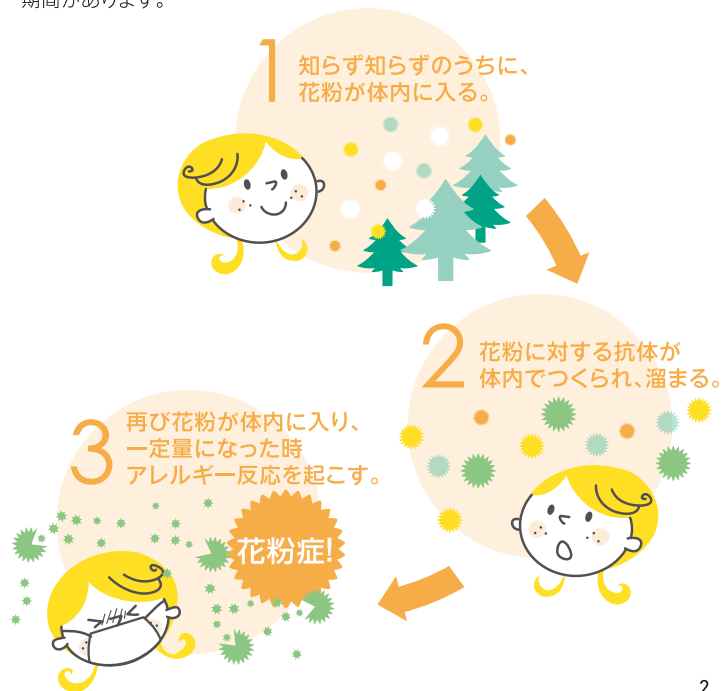 期間があります。
1
知らず知らずのうちに、
花粉が体内に入る。
2
花粉に対する抗体が
体内でつくられ、溜まる。
3
再び花粉が体内に入り、
一定量になった時
アレルギー反応を起こす。
花粉症!
2